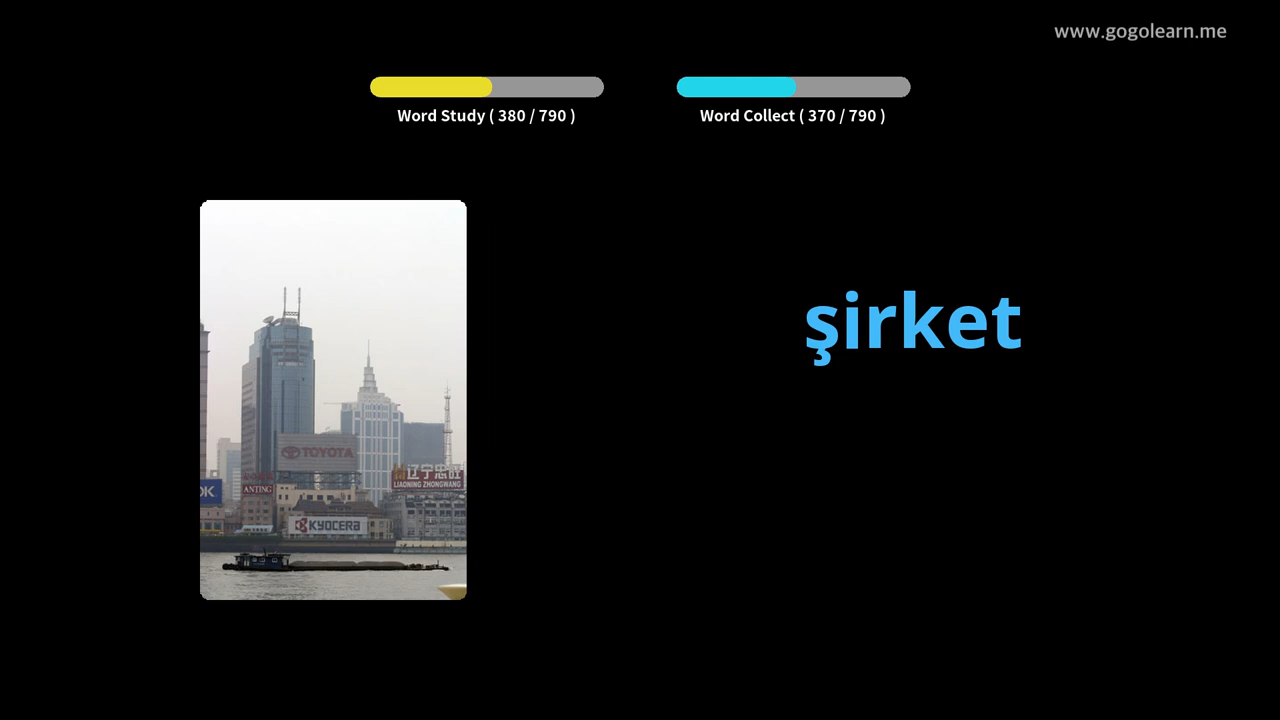 www.gogolearn.me
Word Study ( 380 / 790 )
Word Collect ( 370 / 790 )
şirket
TOYOTA
辽宁忠旺
LIAONING ZHONGWANG
ANTING
KYOCERA